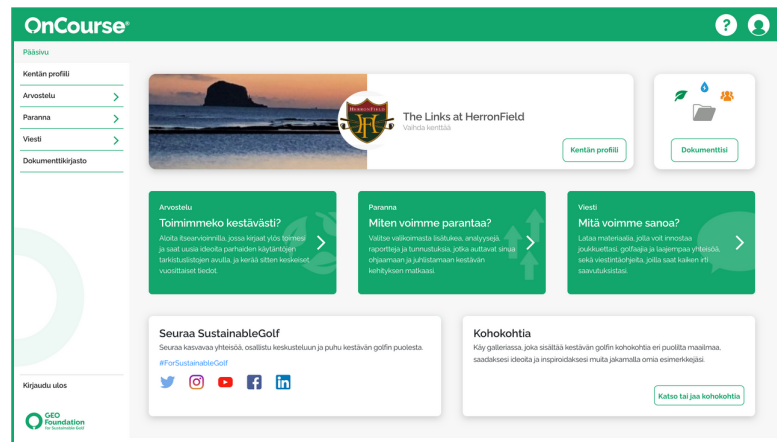 OnCourse®
?
Pääsivu
Kentän profiili
Arvostelu
Paranna
Viesti
Dokumenttikirjasto
HERRONFIELD
HF
The Links at HerronField
Vaihda kenttää
Kentän profiili
Dokumenttisi
Arvostelu
Toimimmeko kestävästi?
Aloita itsearvioinnilla, jossa kirjaat ylös toimesi
ja saat uusia ideoita parhaiden käytäntöjen
tarkistuslistojen avulla, ja kerää sitten keskeiset
vuosittaiset tiedot.
Paranna
Miten voimme parantaa?
Valitse valikoimasta lisätukea, analyysejä,
raportteja ja tunnustuksia, jotka auttavat sinua
ohjaamaan ja juhlistamaan kestävän
kehityksen matkaasi.
Viesti
Mitä voimme sanoa?
Lataa materiaalia, jolla voit innostaa
joukkuettasi, golfaajia ja laajempaa yhteisöä,
sekä viestintäohjeita, joilla saat kaiken irti
saavutuksistasi.
Seuraa SustainableGolf
Seuraa kasvavaa yhteisöä, osallistu keskusteluun ja puhu kestävän golfin puolesta.
#ForSustainableGolf
Kohokohtia
Käy galleriassa, joka sisältää kestävän golfin kohokohtia eri puolilta maailmaa,
saadaksesi ideoita ja inspiroidaksesi muita jakamalla omia esimerkkejäsi.
Katso tai jaa kohokohtia
Kirjaudu ulos
GEO
Foundation
for Sustainable Golf